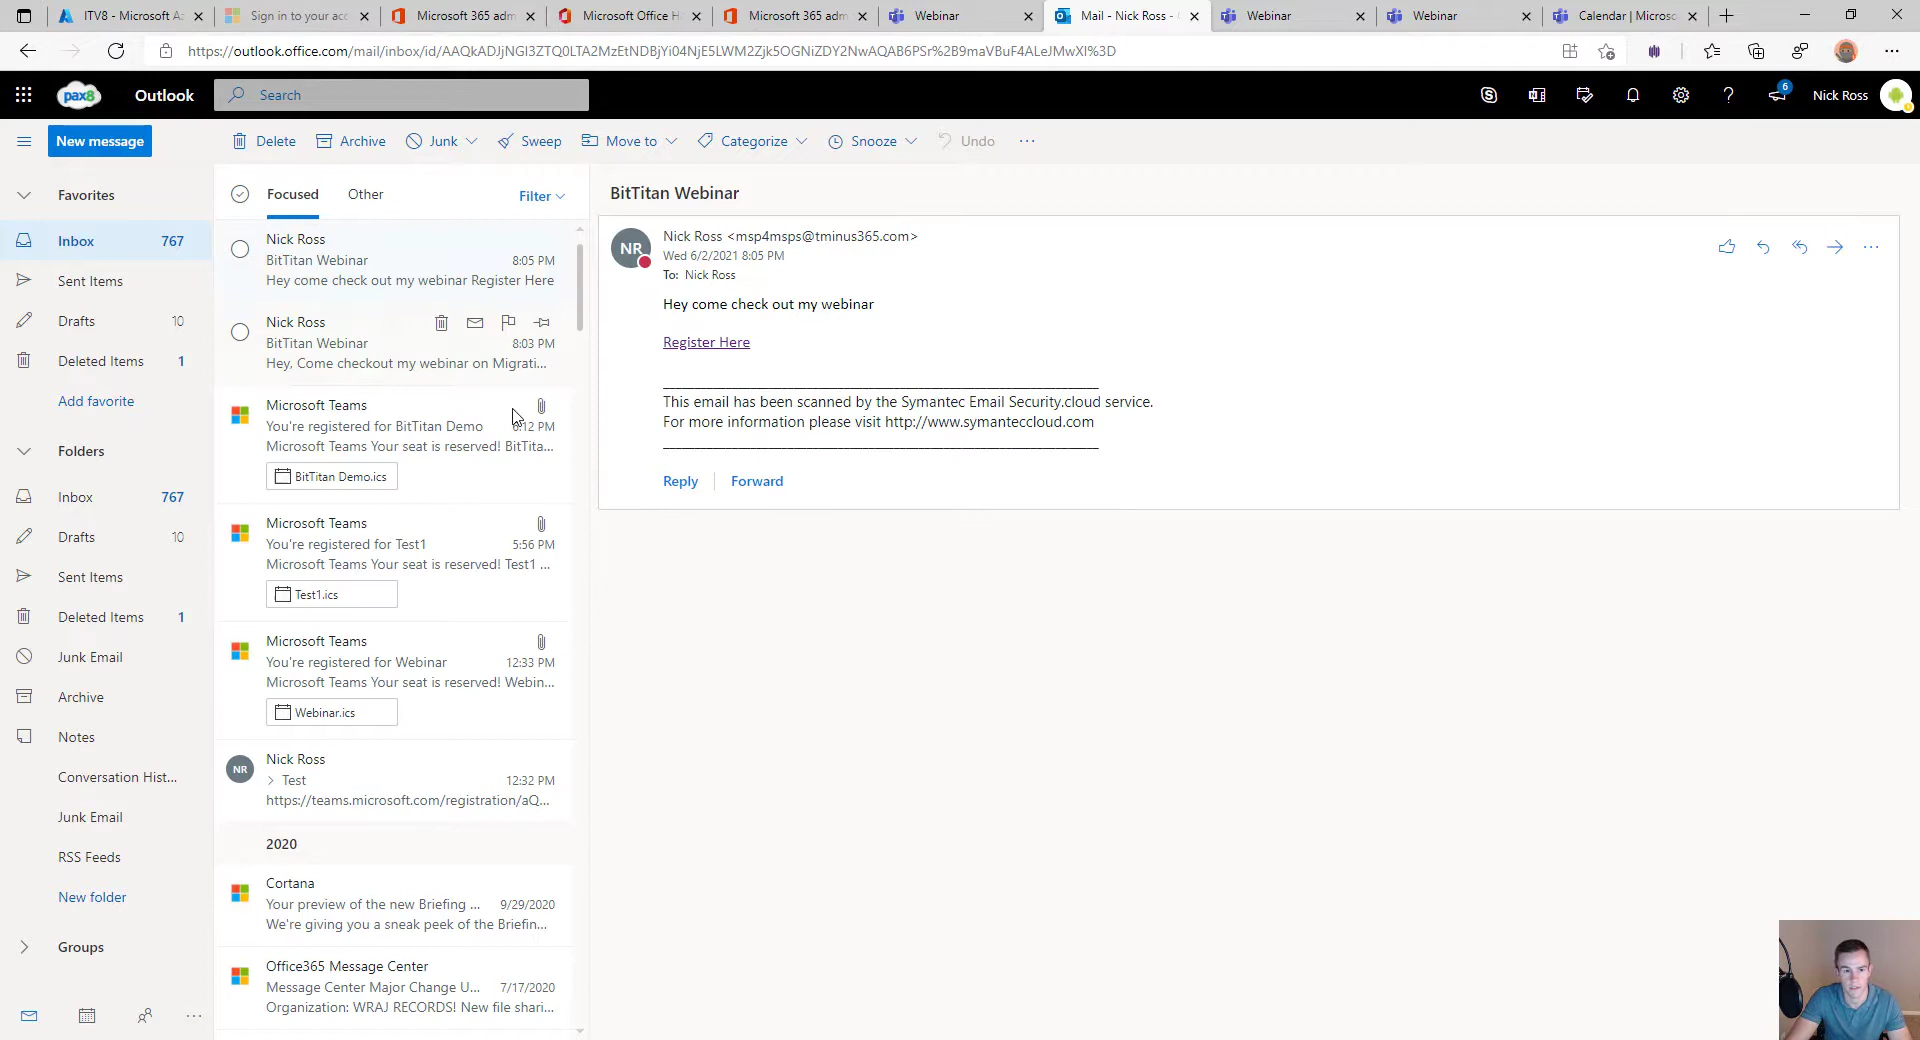 ITV8 - Microsoft A
Sign in to your acc
Microsoft 365 adm
Microsoft Office H
Microsoft 365 adm
Webinar
Mail - Nick Ross -
Webinar
Webinar
Calendar | Micros
https://outlook.office.com/mail/inbox/id/AAQkADJjNGI3ZTQ0LTA2MzEtNDBjYi04NjE5LWM2Zjk5OGNiZDY2NwAQAB6PSr%2B9maVBuF4ALeJMwXI%3D
pax8
Outlook
Search
6
Nick Ross
New message
Delete
Archive
Junk
Sweep
Move to
Categorize
Snooze
Undo
Favorites
Inbox 767
Sent Items
Drafts 10
Deleted Items 1
Add favorite
Folders
Inbox 767
Drafts 10
Sent Items
Deleted Items 1
Junk Email
Archive
Notes
Conversation Hist...
Junk Email
RSS Feeds
New folder
Groups
Focused
Other
Filter
Nick Ross
BitTitan Webinar 8:05 PM
Hey come check out my webinar Register Here
Nick Ross
BitTitan Webinar 8:03 PM
Hey, Come checkout my webinar on Migrati...
Microsoft Teams
You're registered for BitTitan Demo 6:12 PM
Microsoft Teams Your seat is reserved! BitTita...
BitTitan Demo.ics
Microsoft Teams
You're registered for Test1 5:56 PM
Microsoft Teams Your seat is reserved! Test1 ...
Test1.ics
Microsoft Teams
You're registered for Webinar 12:33 PM
Microsoft Teams Your seat is reserved! Webin...
Webinar.ics
NR
Nick Ross
Test 12:32 PM
https://teams.microsoft.com/registration/aQ...
2020
Cortana
Your preview of the new Briefing ... 9/29/2020
We're giving you a sneak peek of the Briefin...
Office365 Message Center
Message Center Major Change U... 7/17/2020
Organization: WRAJ RECORDS! New file shari...
BitTitan Webinar
NR
Nick Ross <msp4msps@tminus365.com>
Wed 6/2/2021 8:05 PM
To: Nick Ross
Hey come check out my webinar
Register Here
This email has been scanned by the Symantec Email Security.cloud service.
For more information please visit http://www.symanteccloud.com
Reply
Forward